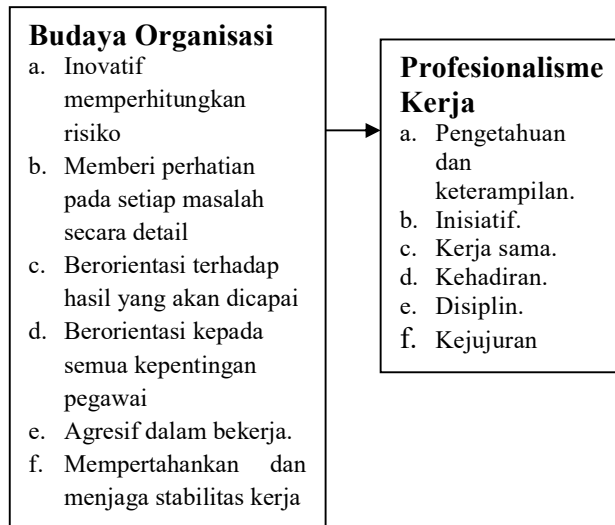 Budaya Organisasi
a. Inovatif
memperhitungkan
risiko
b. Memberi perhatian
pada setiap masalah
secara detail
c. Berorientasi terhadap
hasil yang akan dicapai
d. Berorientasi kepada
semua kepentingan
pegawai
e. Agresif dalam bekerja.
f. Mempertahankan dan
menjaga stabilitas kerja
Profesionalisme
Kerja
a. Pengetahuan
dan
keterampilan.
b. Inisiatif.
c. Kerja sama.
d. Kehadiran.
e. Disiplin.
f. Kejujuran